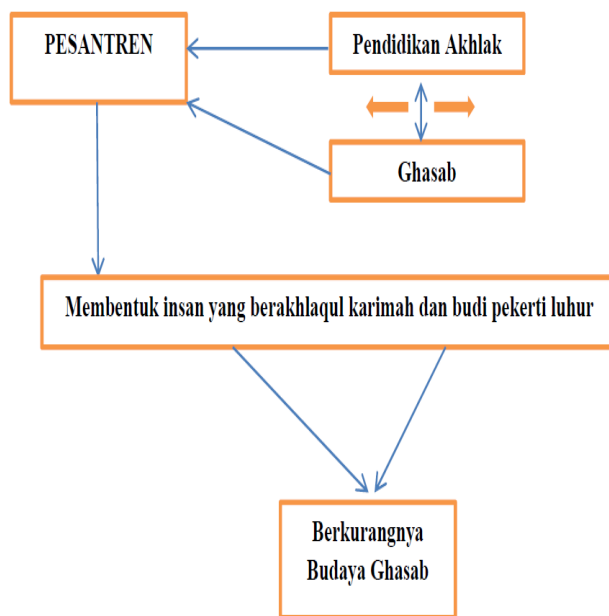 PESANTREN
Pendidikan Akhlak
Ghasab
Membentuk insan yang berakhlaqul karimah dan budi pekerti luhur
Berkurangnya
Budaya Ghasab